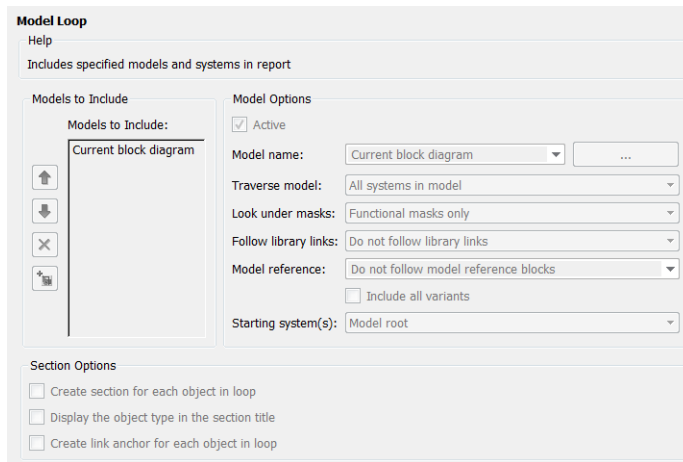 Model Loop
Help
Includes specified models and systems in report
Models to Include
Models to Include:
Current block diagram
Model Options
Active
Model name: Current block diagram ...
Traverse model: All systems in model
Look under masks: Functional masks only
Follow library links: Do not follow library links
Model reference: Do not follow model reference blocks
Include all variants
Starting system(s): Model root
Section Options
Create section for each object in loop
Display the object type in the section title
Create link anchor for each object in loop